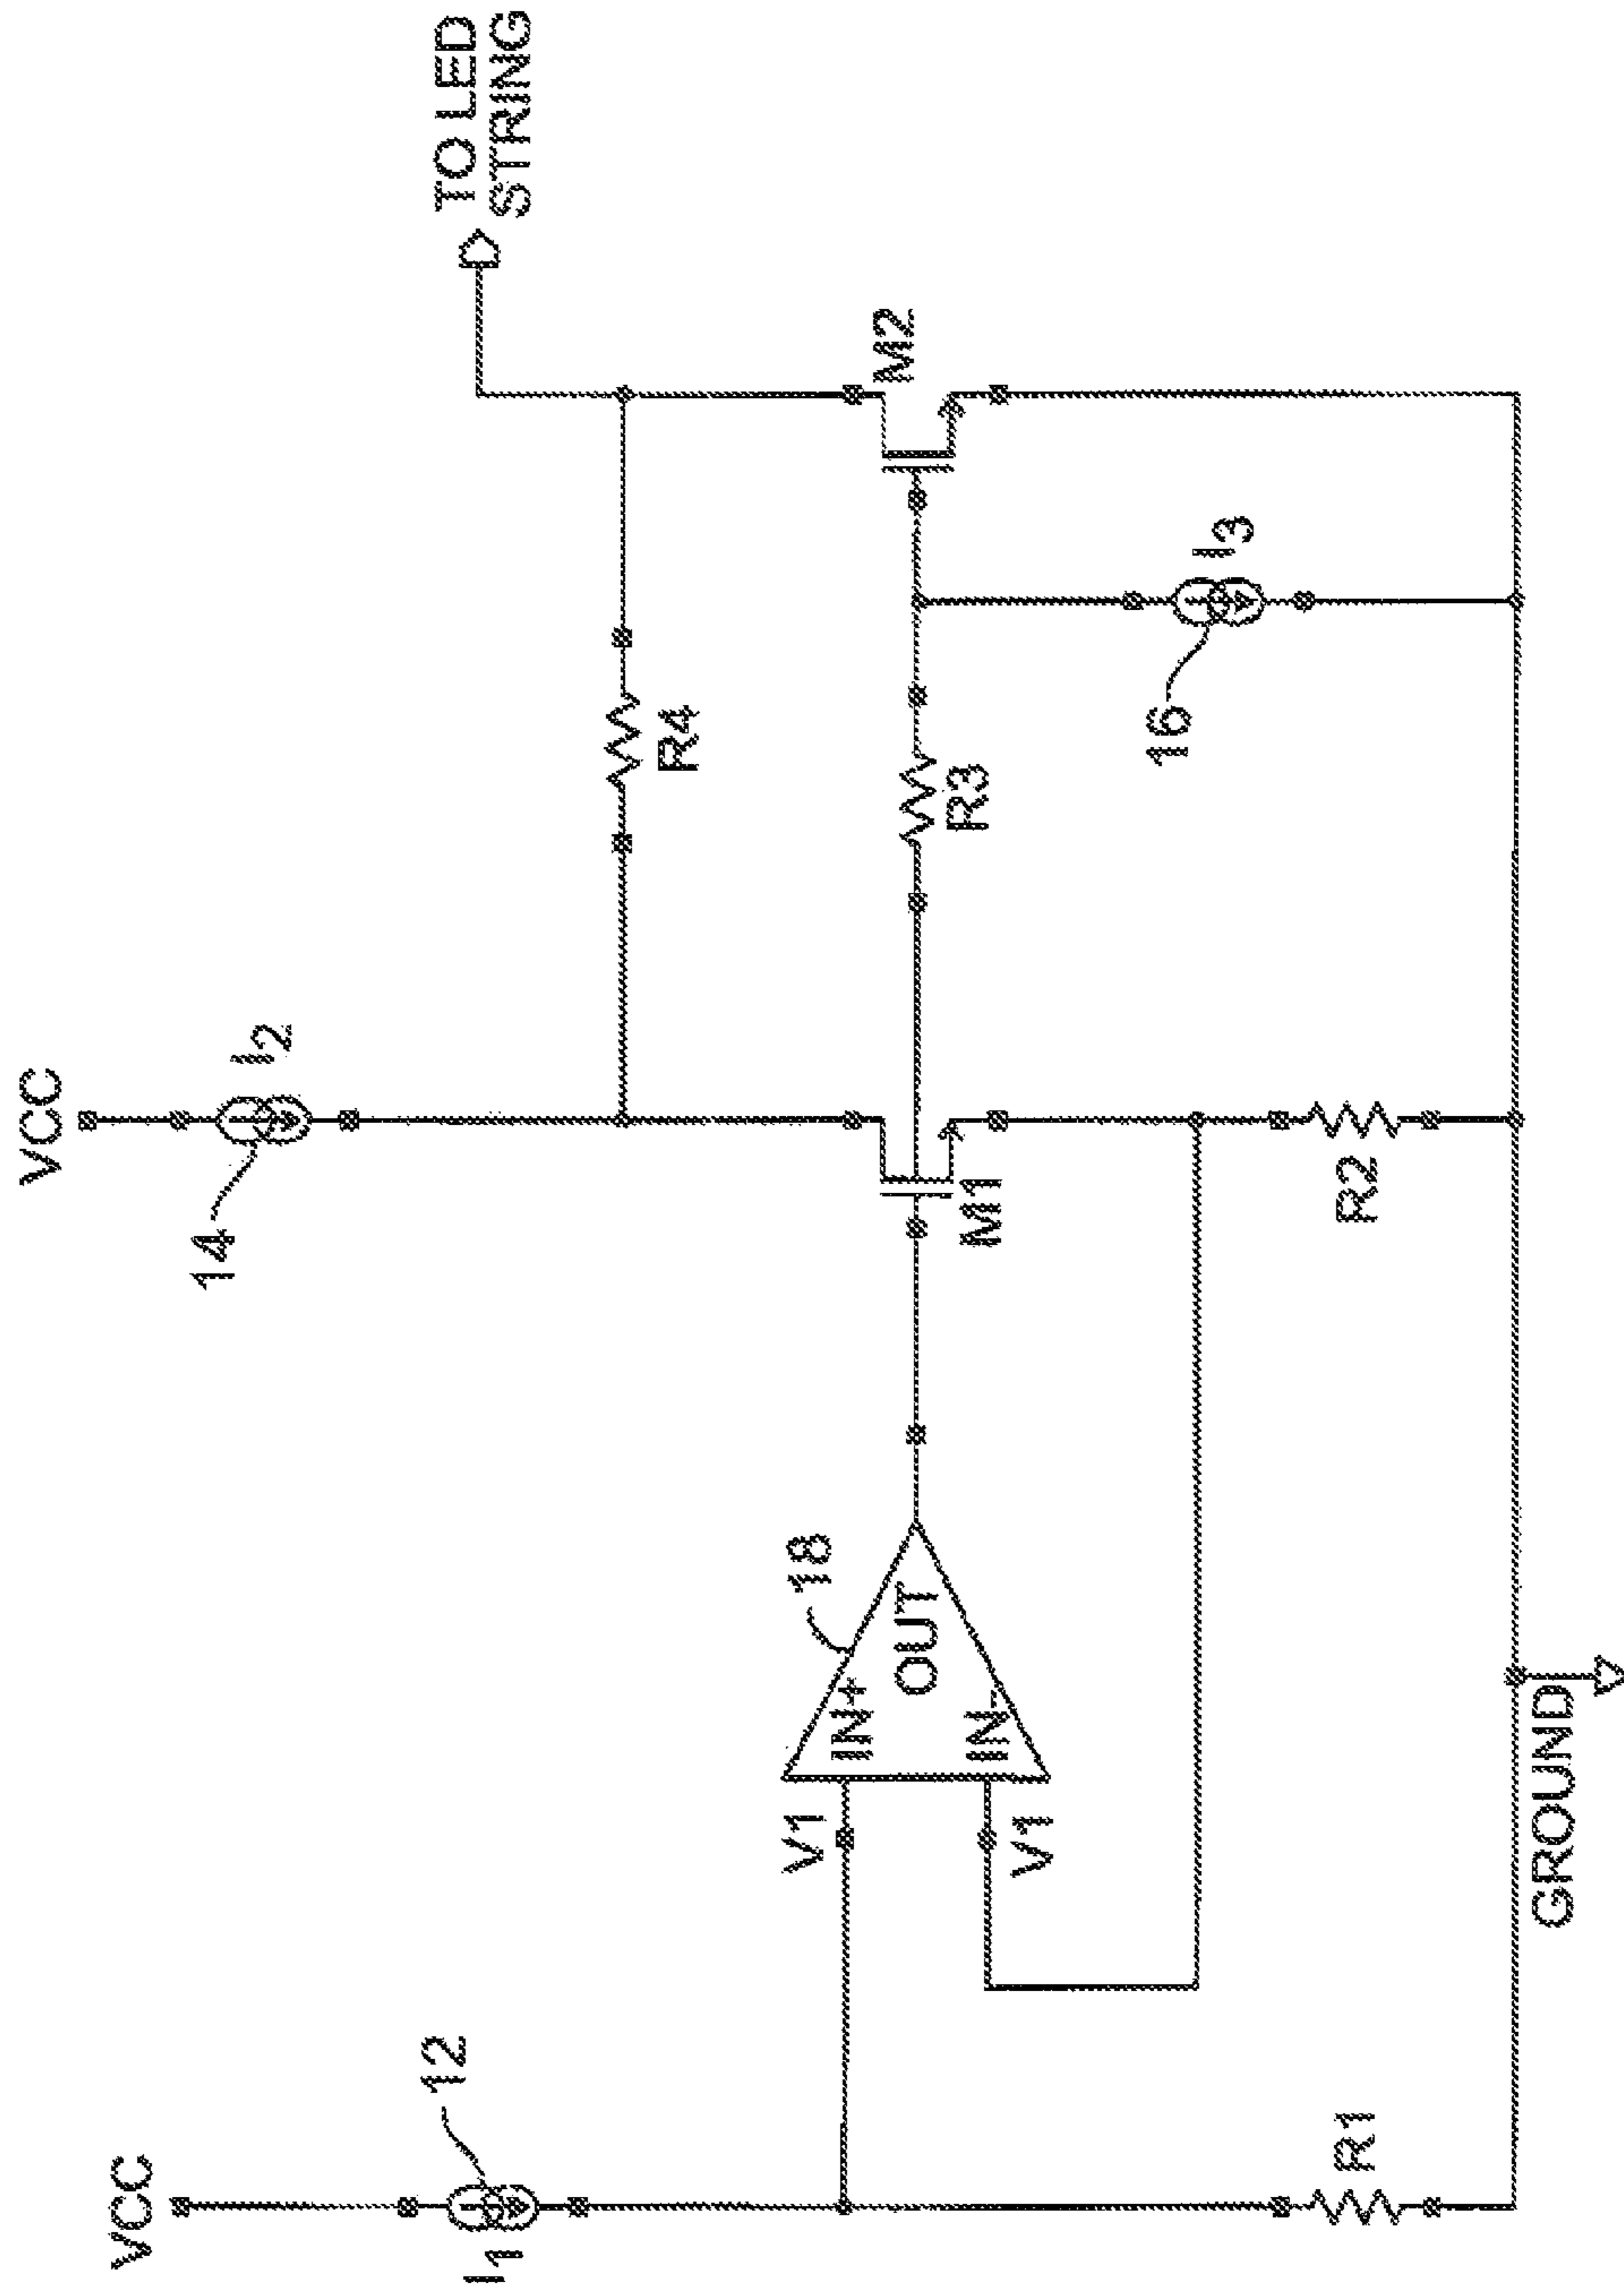 VCC
I1
12
R1
V1
V1
IN+
IN-
OUT
18
GROUND
VCC
14
I2
M1
R2
R4
R3
16
I3
M2
TO LED
STRING